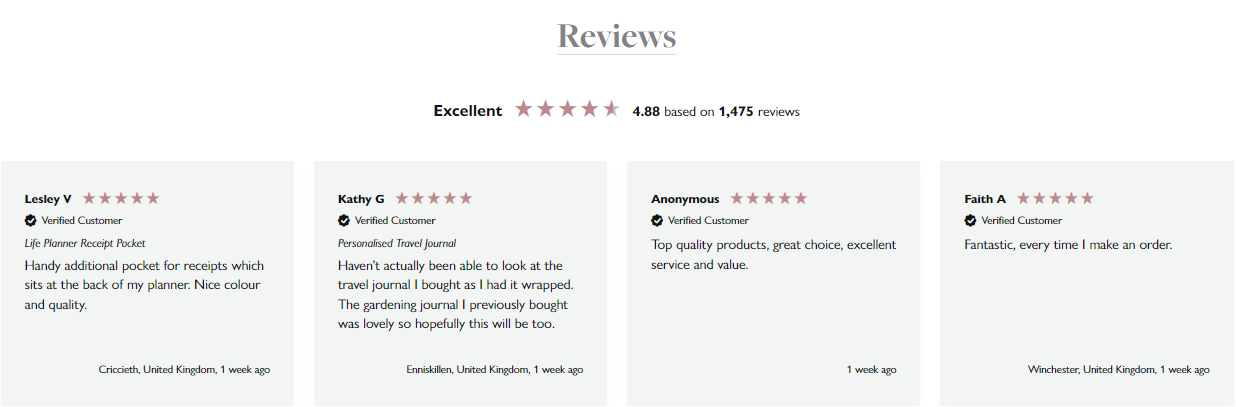 Reviews
Excellent 4.88 based on 1,475 reviews
Lesley V
Verified Customer
Life Planner Receipt Pocket
Handy additional pocket for receipts which
sits at the back of my planner. Nice colour
and quality.
Criccieth, United Kingdom, 1 week ago
Kathy G
Verified Customer
Personalised Travel Journal
Haven't actually been able to look at the
travel journal I bought as I had it wrapped.
The gardening journal I previously bought
was lovely so hopefully this will be too.
Enniskillen, United Kingdom, 1 week ago
Anonymous
Verified Customer
Top quality products, great choice, excellent
service and value.
1 week ago
Faith A
Verified Customer
Fantastic, every time I make an order.
Winchester, United Kingdom, 1 week ago